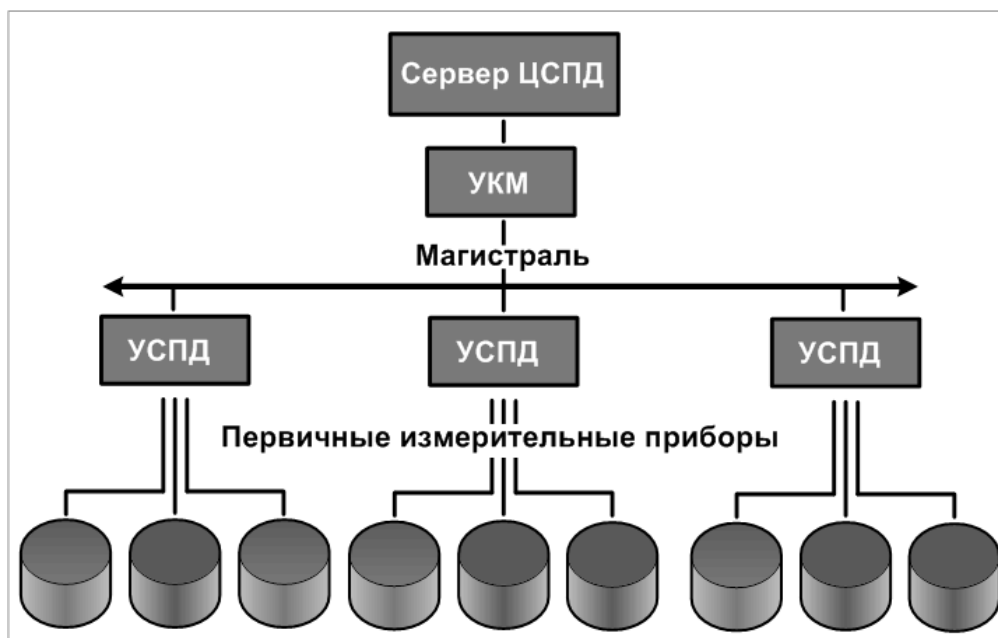 Сервер ЦСПД
УКМ
Магистраль
УСПД
УСПД
УСПД
Первичные измерительные приборы